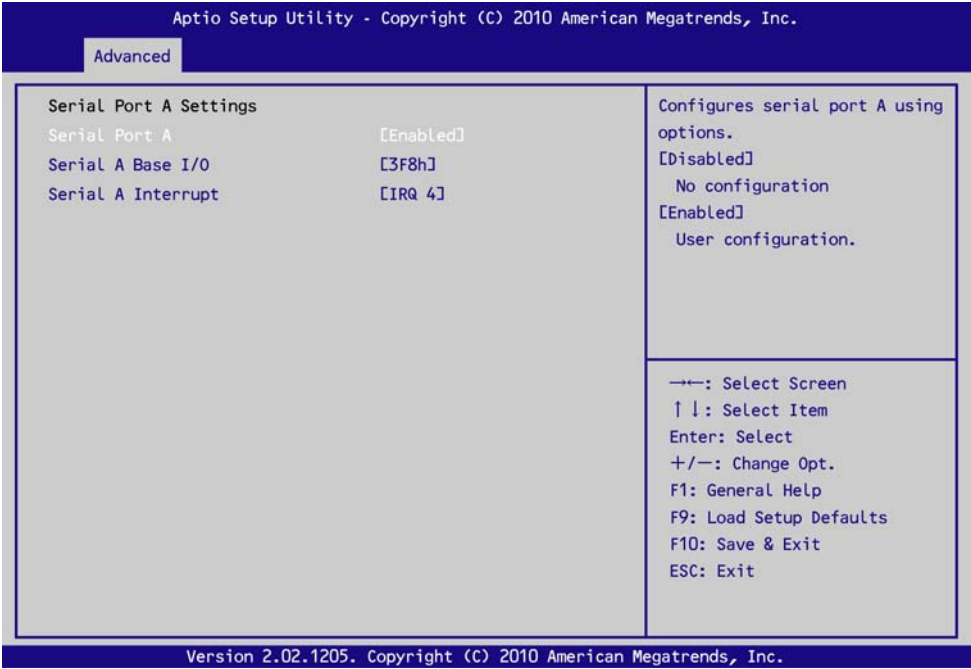 Aptio Setup Utility - Copyright (C) 2010 American Megatrends, Inc.
Advanced
Serial Port A Settings
Serial Port A [Enabled]
Serial A Base I/O [3F8h]
Serial A Interrupt [IRQ 4]
Configures serial port A using
options.
[Disabled]
No configuration
[Enabled]
User configuration.
→←: Select Screen
↑↓: Select Item
Enter: Select
+/−: Change Opt.
F1: General Help
F9: Load Setup Defaults
F10: Save & Exit
ESC: Exit
Version 2.02.1205. Copyright (C) 2010 American Megatrends, Inc.